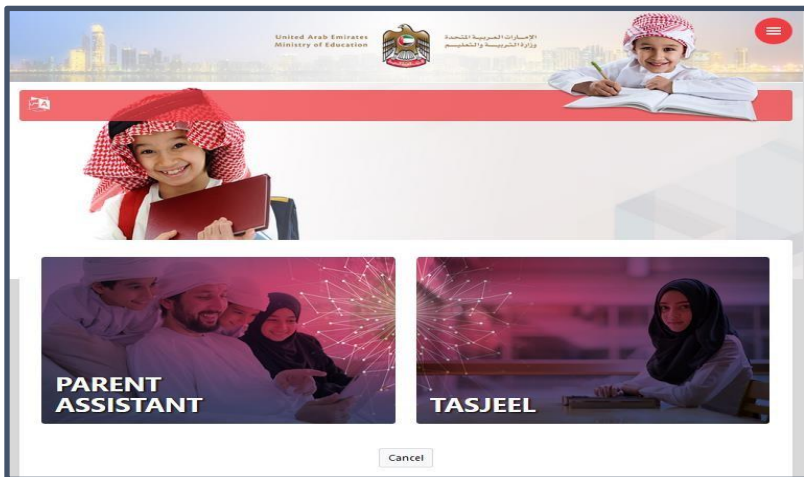 United Arab Emirates
Ministry of Education
الإمارات العربية المتحدة
وزارة التربية والتعليم
PARENT
ASSISTANT
TASJEEL
Cancel